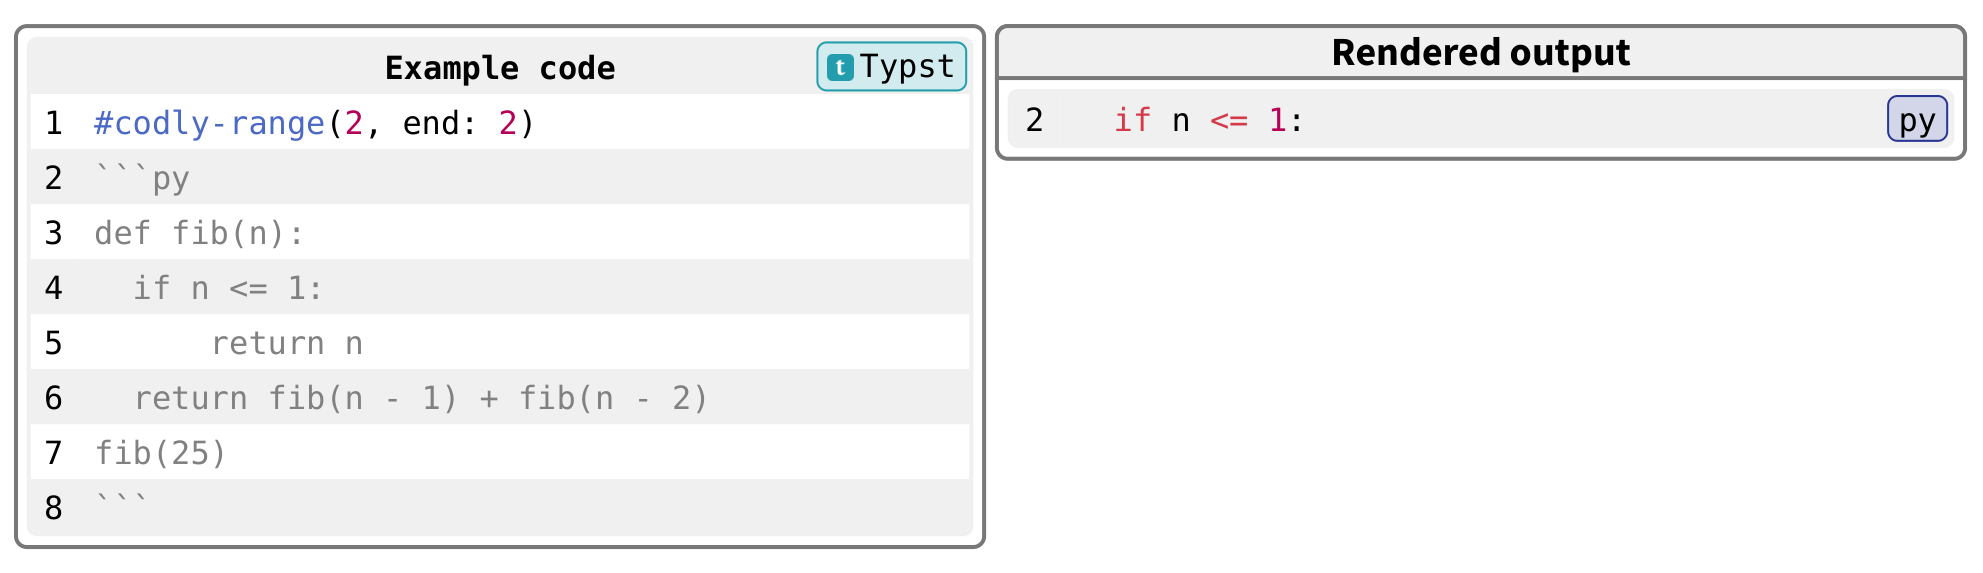 Example code
t Typst
1 #codly-range(2, end: 2)
2 ```py
3 def fib(n):
4   if n <= 1:
5       return n
6   return fib(n - 1) + fib(n - 2)
7 fib(25)
8 ```
Rendered output
2   if n <= 1:
py